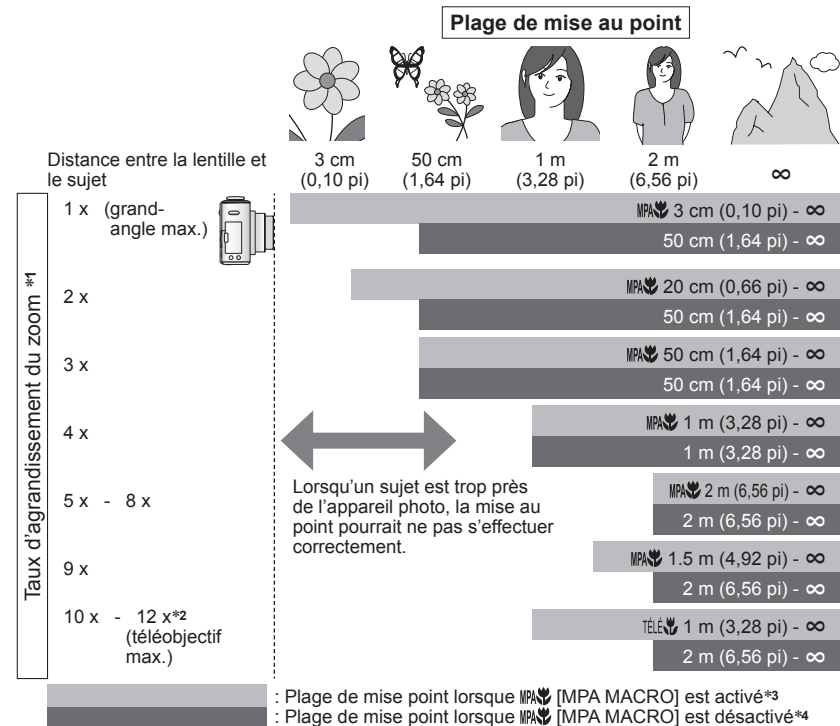 Plage de mise au point
Distance entre la lentille et
le sujet
3 cm
(0,10 pi)
50 cm
(1,64 pi)
1 m
(3,28 pi)
2 m
(6,56 pi)
∞
Taux d'agrandissement du zoom *1
1 x (grand-
angle max.)
MPA 3 cm (0,10 pi) - ∞
50 cm (1,64 pi) - ∞
2 x
MPA 20 cm (0,66 pi) - ∞
50 cm (1,64 pi) - ∞
3 x
MPA 50 cm (1,64 pi) - ∞
50 cm (1,64 pi) - ∞
4 x
MPA 1 m (3,28 pi) - ∞
1 m (3,28 pi) - ∞
Lorsqu'un sujet est trop près
de l'appareil photo, la mise au
point pourrait ne pas s'effectuer
correctement.
5 x - 8 x
MPA 2 m (6,56 pi) - ∞
2 m (6,56 pi) - ∞
9 x
MPA 1.5 m (4,92 pi) - ∞
2 m (6,56 pi) - ∞
10 x - 12 x*2
(téléobjectif
max.)
TÉLÉ 1 m (3,28 pi) - ∞
2 m (6,56 pi) - ∞
: Plage de mise point lorsque MPA [MPA MACRO] est activé*3
: Plage de mise point lorsque MPA [MPA MACRO] est désactivé*4